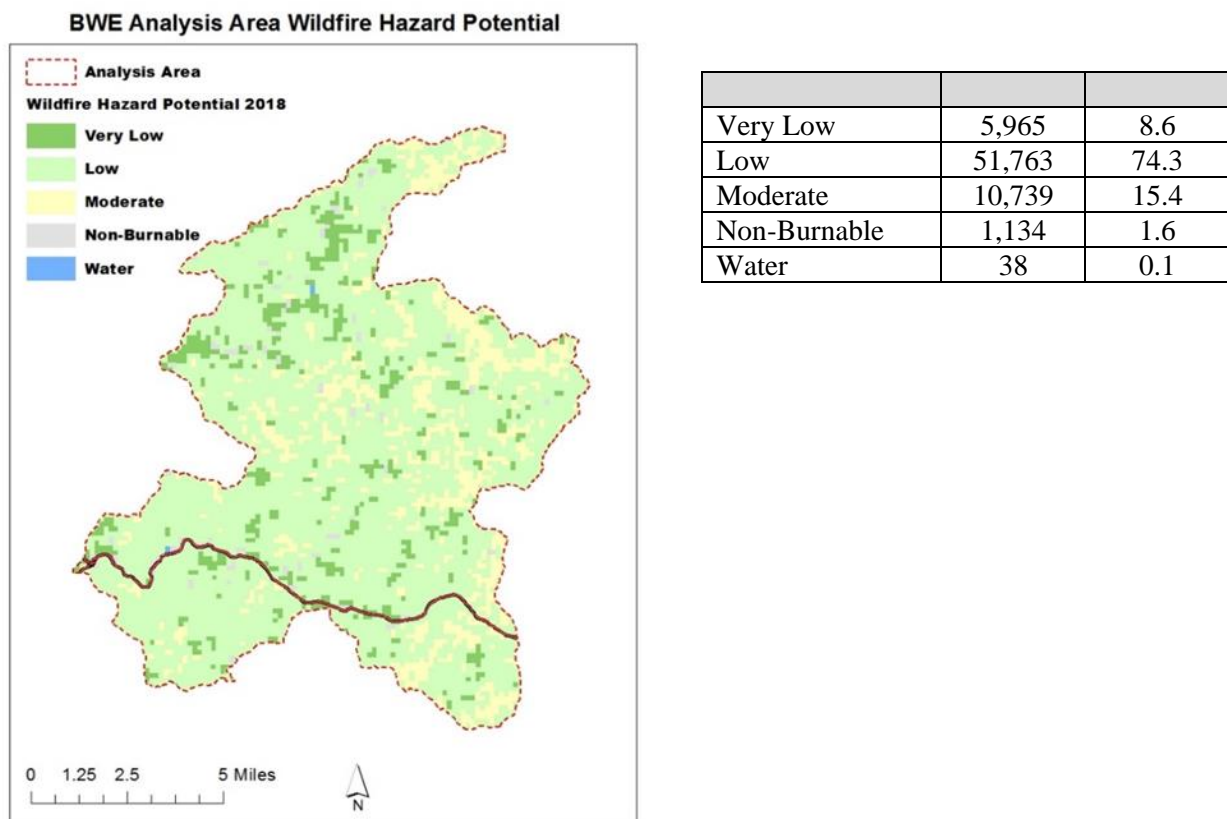 BWE Analysis Area Wildfire Hazard Potential
Analysis Area
Wildfire Hazard Potential 2018
Very Low
Low
Moderate
Non-Burnable
Water
0 1.25 2.5 5 Miles
N
Very Low 5,965 8.6
Low 51,763 74.3
Moderate 10,739 15.4
Non-Burnable 1,134 1.6
Water 38 0.1